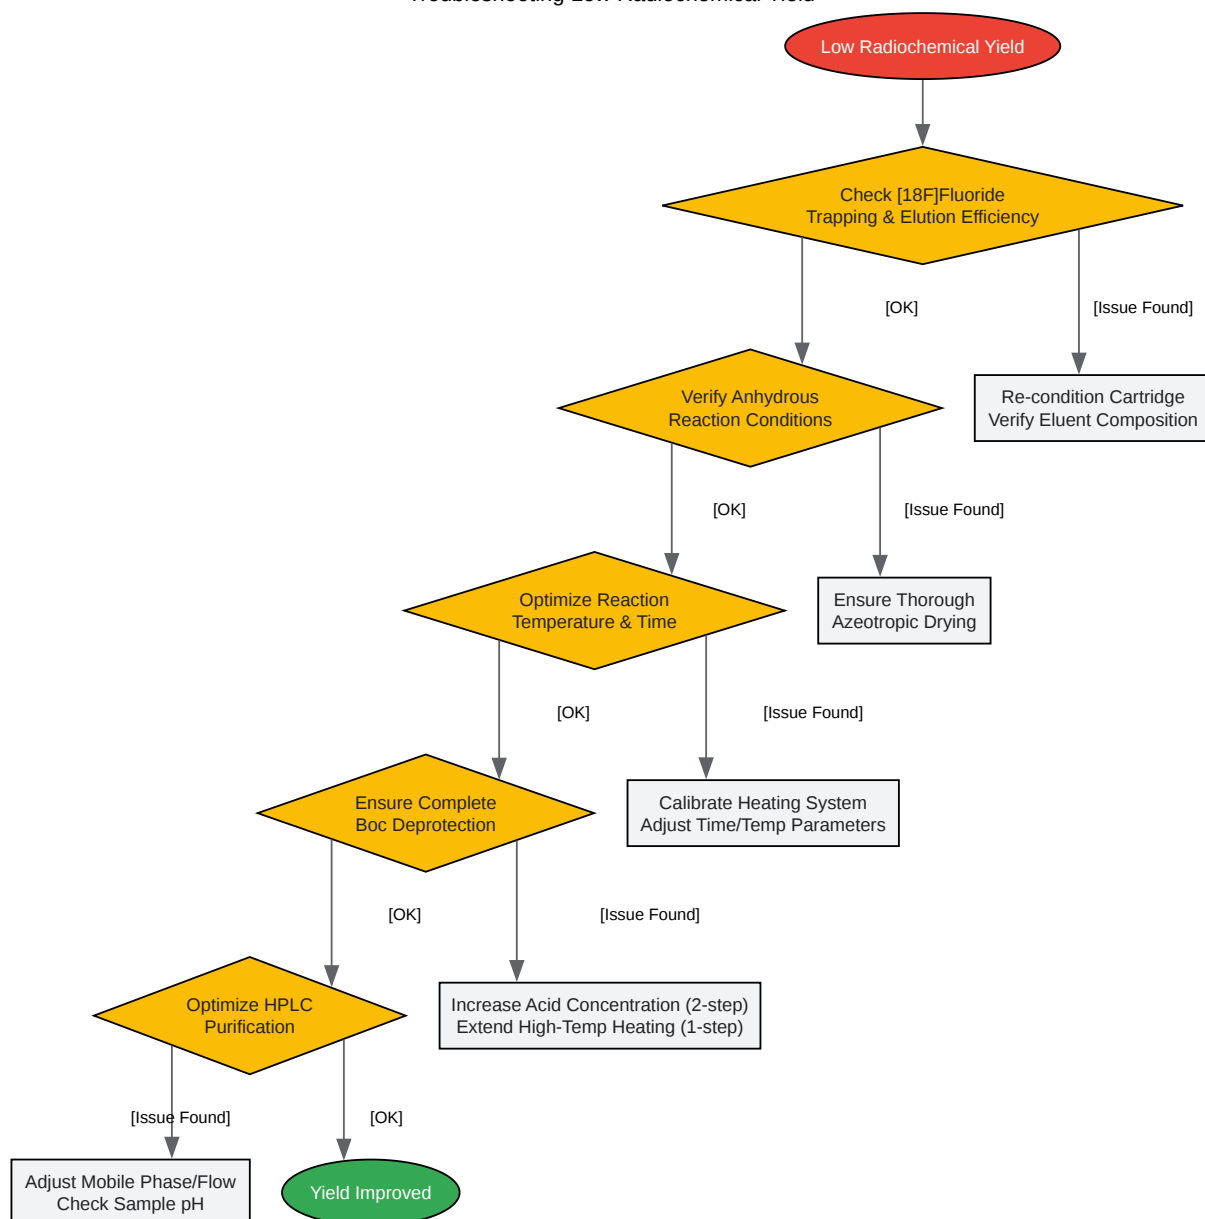 Troubleshooting Low Radiochemical Yield
Low Radiochemical Yield
Check [18F]Fluoride
Trapping & Elution Efficiency
[OK]
[Issue Found]
Verify Anhydrous
Reaction Conditions
Re-condition Cartridge
Verify Eluent Composition
[OK]
[Issue Found]
Optimize Reaction
Temperature & Time
Ensure Thorough
Azeotropic Drying
[OK]
[Issue Found]
Ensure Complete
Boc Deprotection
Calibrate Heating System
Adjust Time/Temp Parameters
[OK]
[Issue Found]
Optimize HPLC
Purification
Increase Acid Concentration (2-step)
Extend High-Temp Heating (1-step)
[Issue Found]
[OK]
Adjust Mobile Phase/Flow
Check Sample pH
Yield Improved